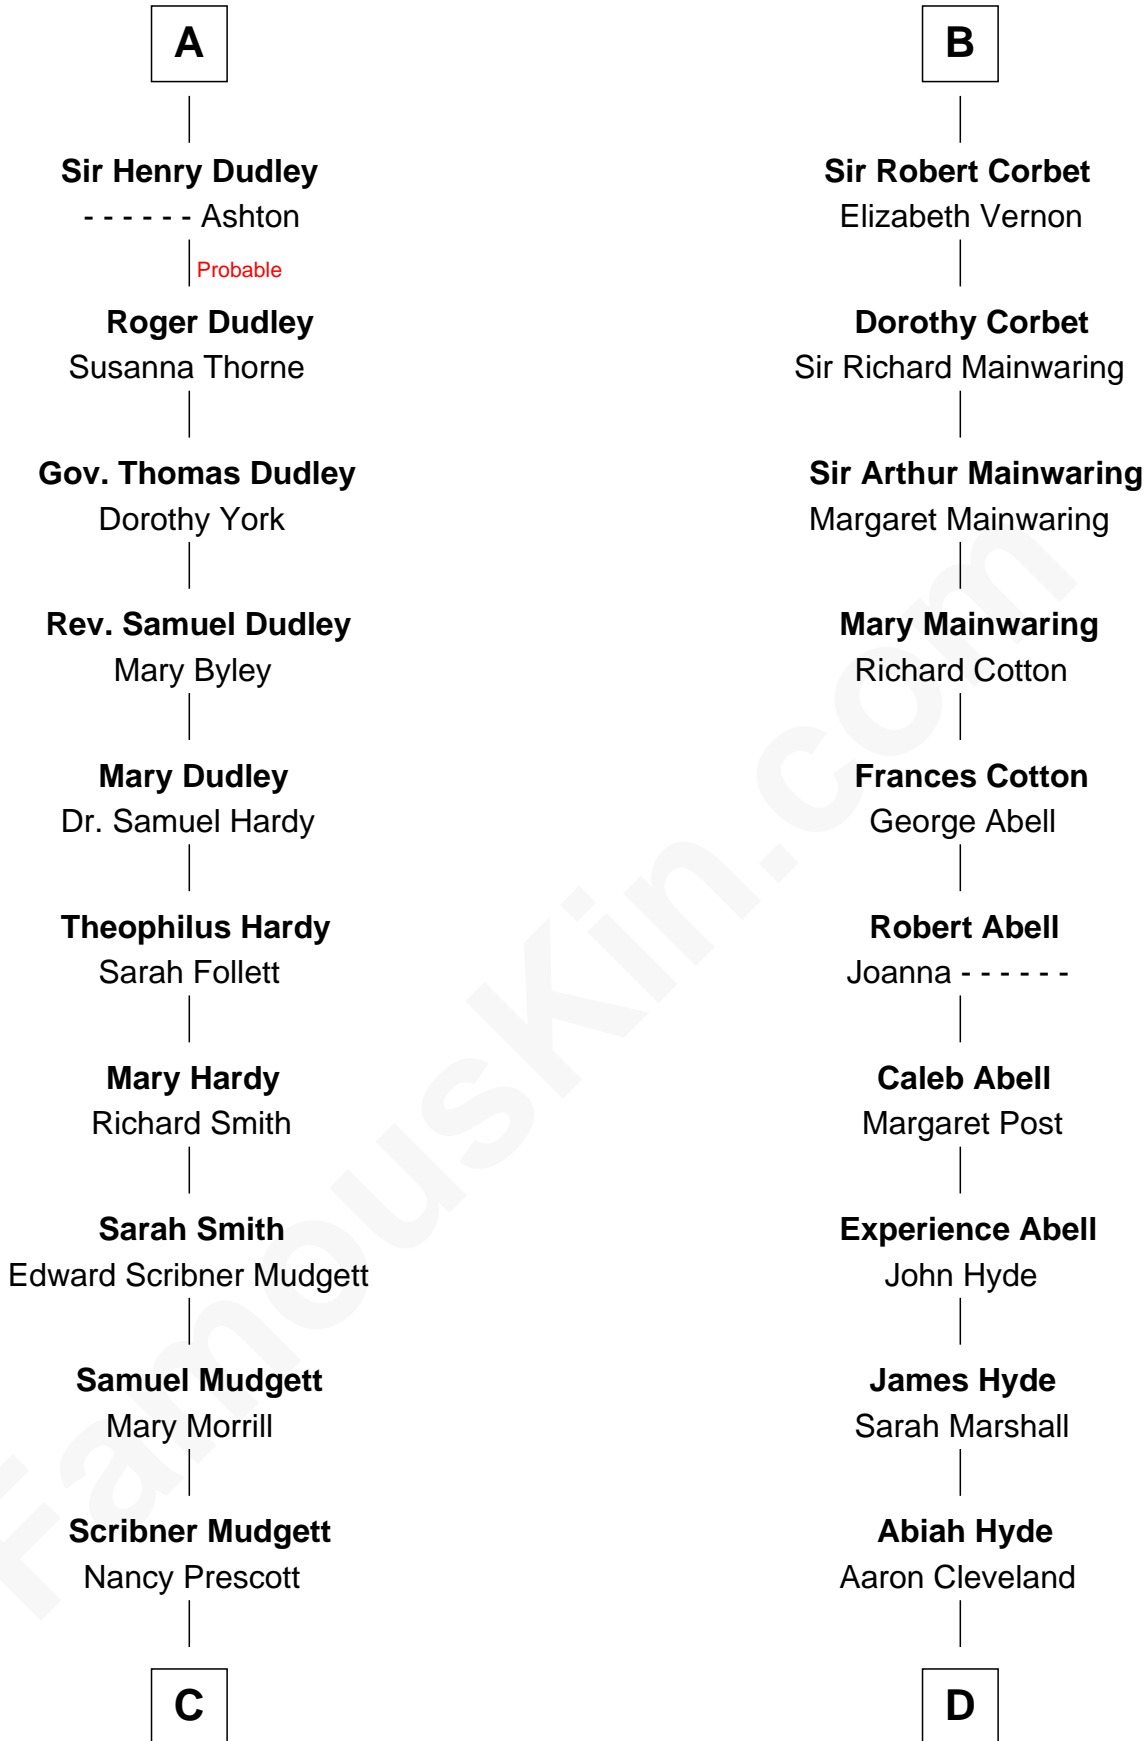 A
Sir Henry Dudley
- - - - - - Ashton
Probable
Roger Dudley
Susanna Thorne
Gov. Thomas Dudley
Dorothy York
Rev. Samuel Dudley
Mary Byley
Mary Dudley
Dr. Samuel Hardy
Theophilus Hardy
Sarah Follett
Mary Hardy
Richard Smith
Sarah Smith
Edward Scribner Mudgett
Samuel Mudgett
Mary Morrill
Scribner Mudgett
Nancy Prescott
C
B
Sir Robert Corbet
Elizabeth Vernon
Dorothy Corbet
Sir Richard Mainwaring
Sir Arthur Mainwaring
Margaret Mainwaring
Mary Mainwaring
Richard Cotton
Frances Cotton
George Abell
Robert Abell
Joanna - - - - - -
Caleb Abell
Margaret Post
Experience Abell
John Hyde
James Hyde
Sarah Marshall
Abiah Hyde
Aaron Cleveland
D
FamousKin.com